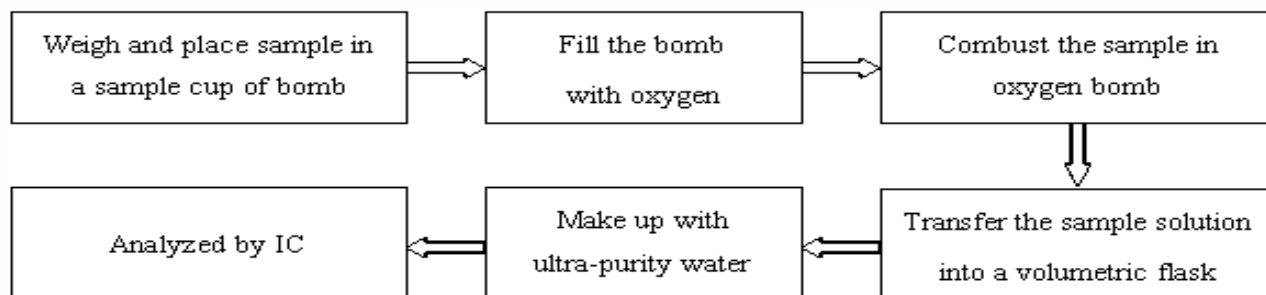 Weigh and place sample in
a sample cup of bomb
Fill the bomb
with oxygen
Combust the sample in
oxygen bomb
Transfer the sample solution
into a volumetric flask
Make up with
ultra-purity water
Analyzed by IC